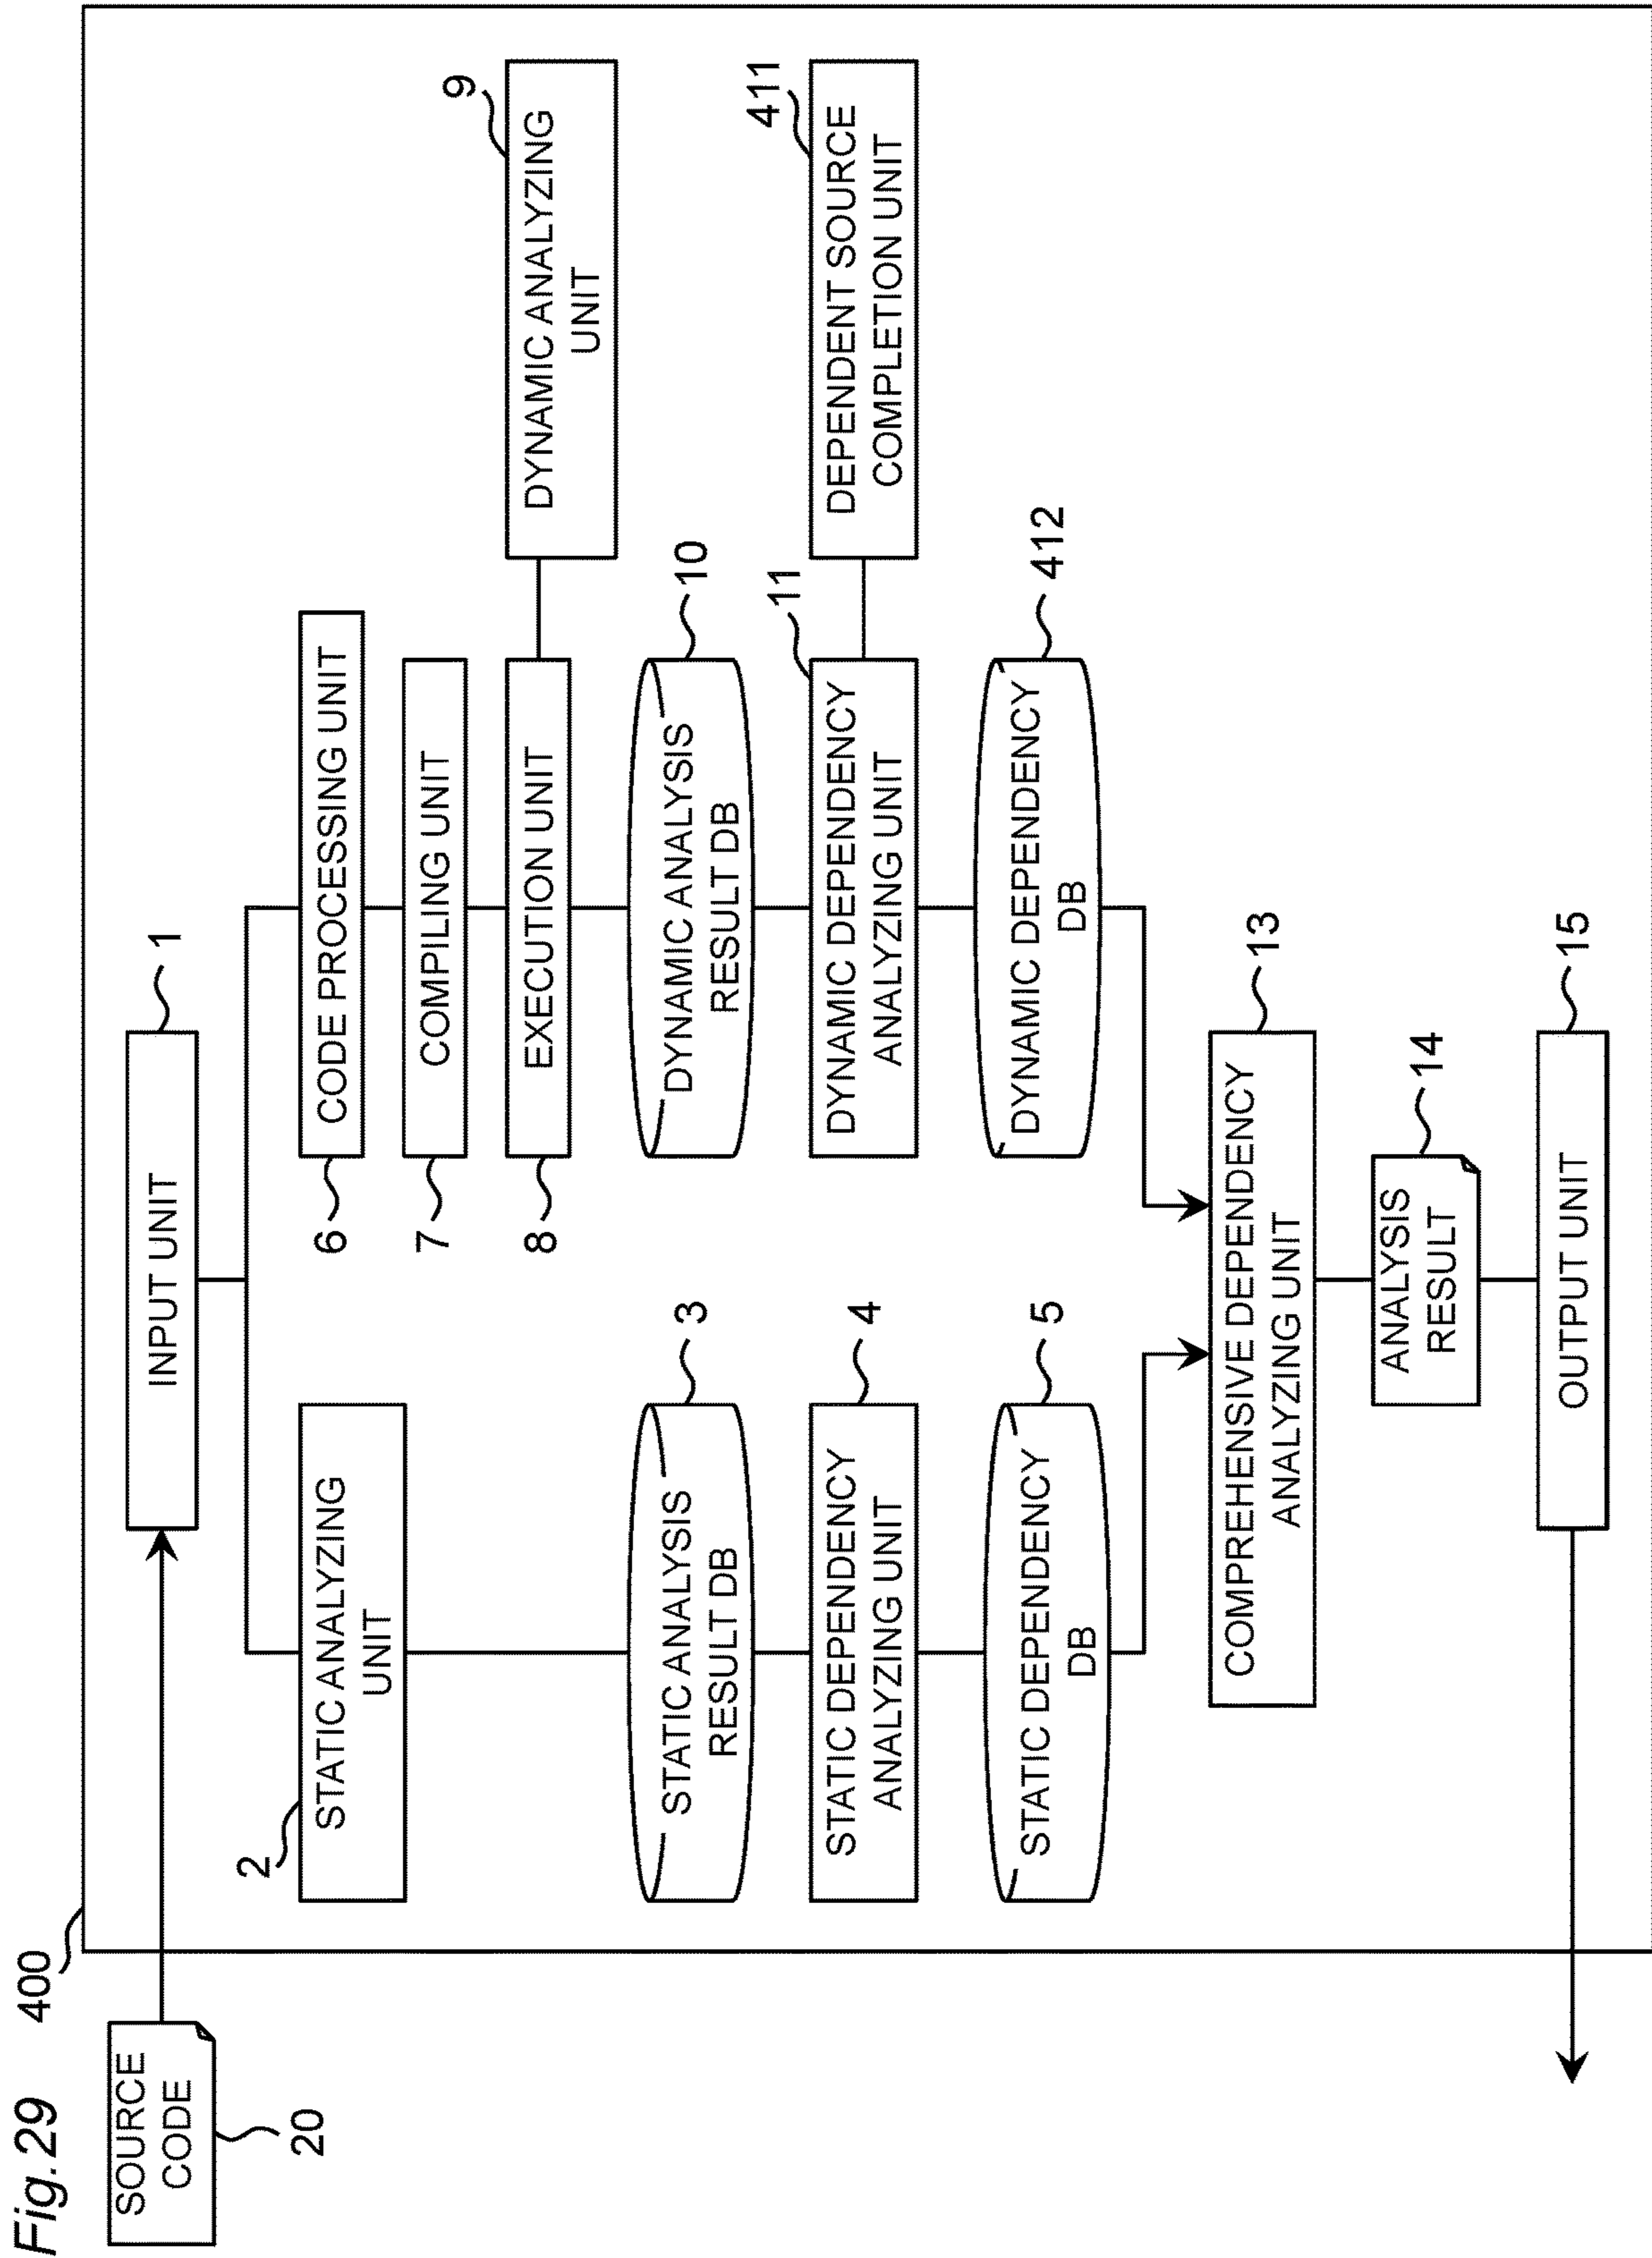 Fig.29
400
SOURCE
CODE
20
INPUT UNIT
1
2
STATIC ANALYZING
UNIT
STATIC ANALYSIS
RESULT DB
3
STATIC DEPENDENCY
ANALYZING UNIT
4
STATIC DEPENDENCY
DB
5
6
CODE PROCESSING UNIT
7
COMPILING UNIT
8
EXECUTION UNIT
9
DYNAMIC ANALYZING
UNIT
DYNAMIC ANALYSIS
RESULT DB
10
DYNAMIC DEPENDENCY
ANALYZING UNIT
11
DEPENDENT SOURCE
COMPLETION UNIT
411
DYNAMIC DEPENDENCY
DB
412
COMPREHENSIVE DEPENDENCY
ANALYZING UNIT
13
ANALYSIS
RESULT
14
OUTPUT UNIT
15